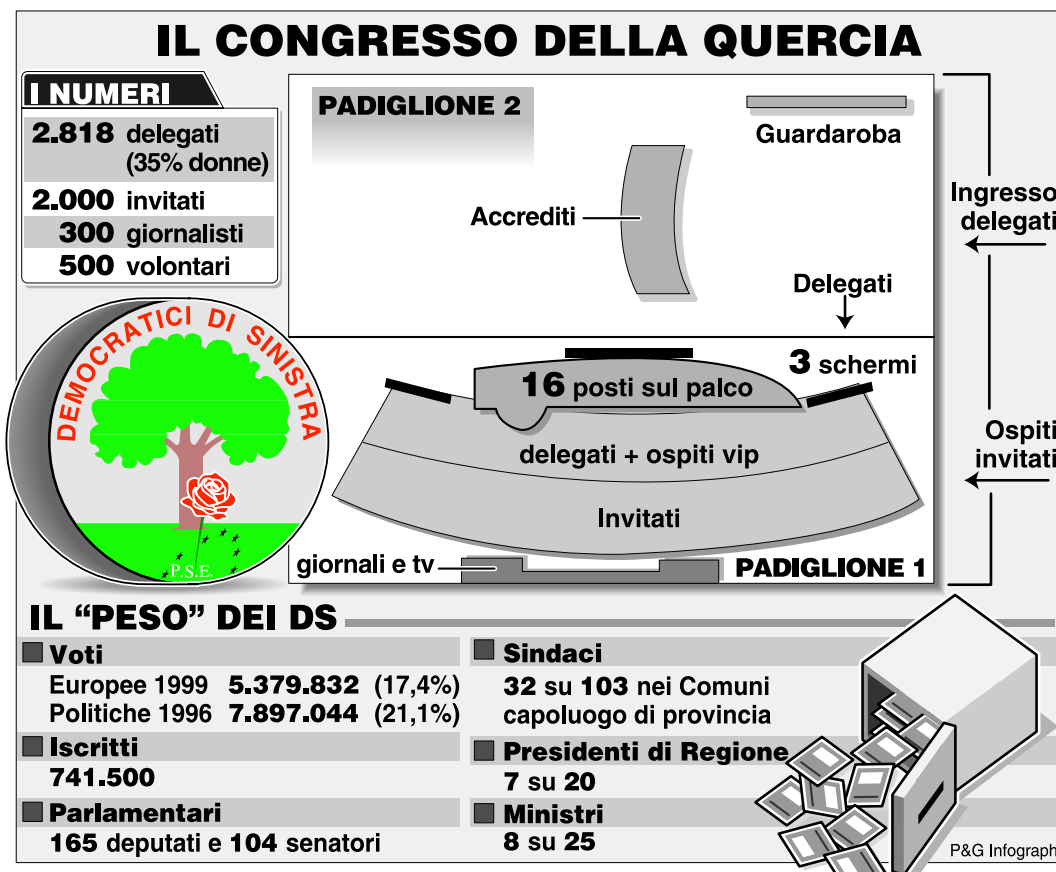 IL CONGRESSO DELLA QUERCIA
I NUMERI
2.818 delegati
(35% donne)
2.000 invitati
300 giornalisti
500 volontari
DEMOCRATICI DI SINISTRA
P.S.E.
PADIGLIONE 2
Guardaroba
Accrediti
Delegati
Ingresso
delegati
3 schermi
16 posti sul palco
delegati + ospiti vip
Invitati
Ospiti
invitati
giornali e tv
PADIGLIONE 1
IL “PESO” DEI DS
Voti
Europee 1999 5.379.832 (17,4%)
Politiche 1996 7.897.044 (21,1%)
Iscritti
741.500
Parlamentari
165 deputati e 104 senatori
Sindaci
32 su 103 nei Comuni
capoluogo di provincia
Presidenti di Regione
7 su 20
Ministri
8 su 25
P&G Infograph